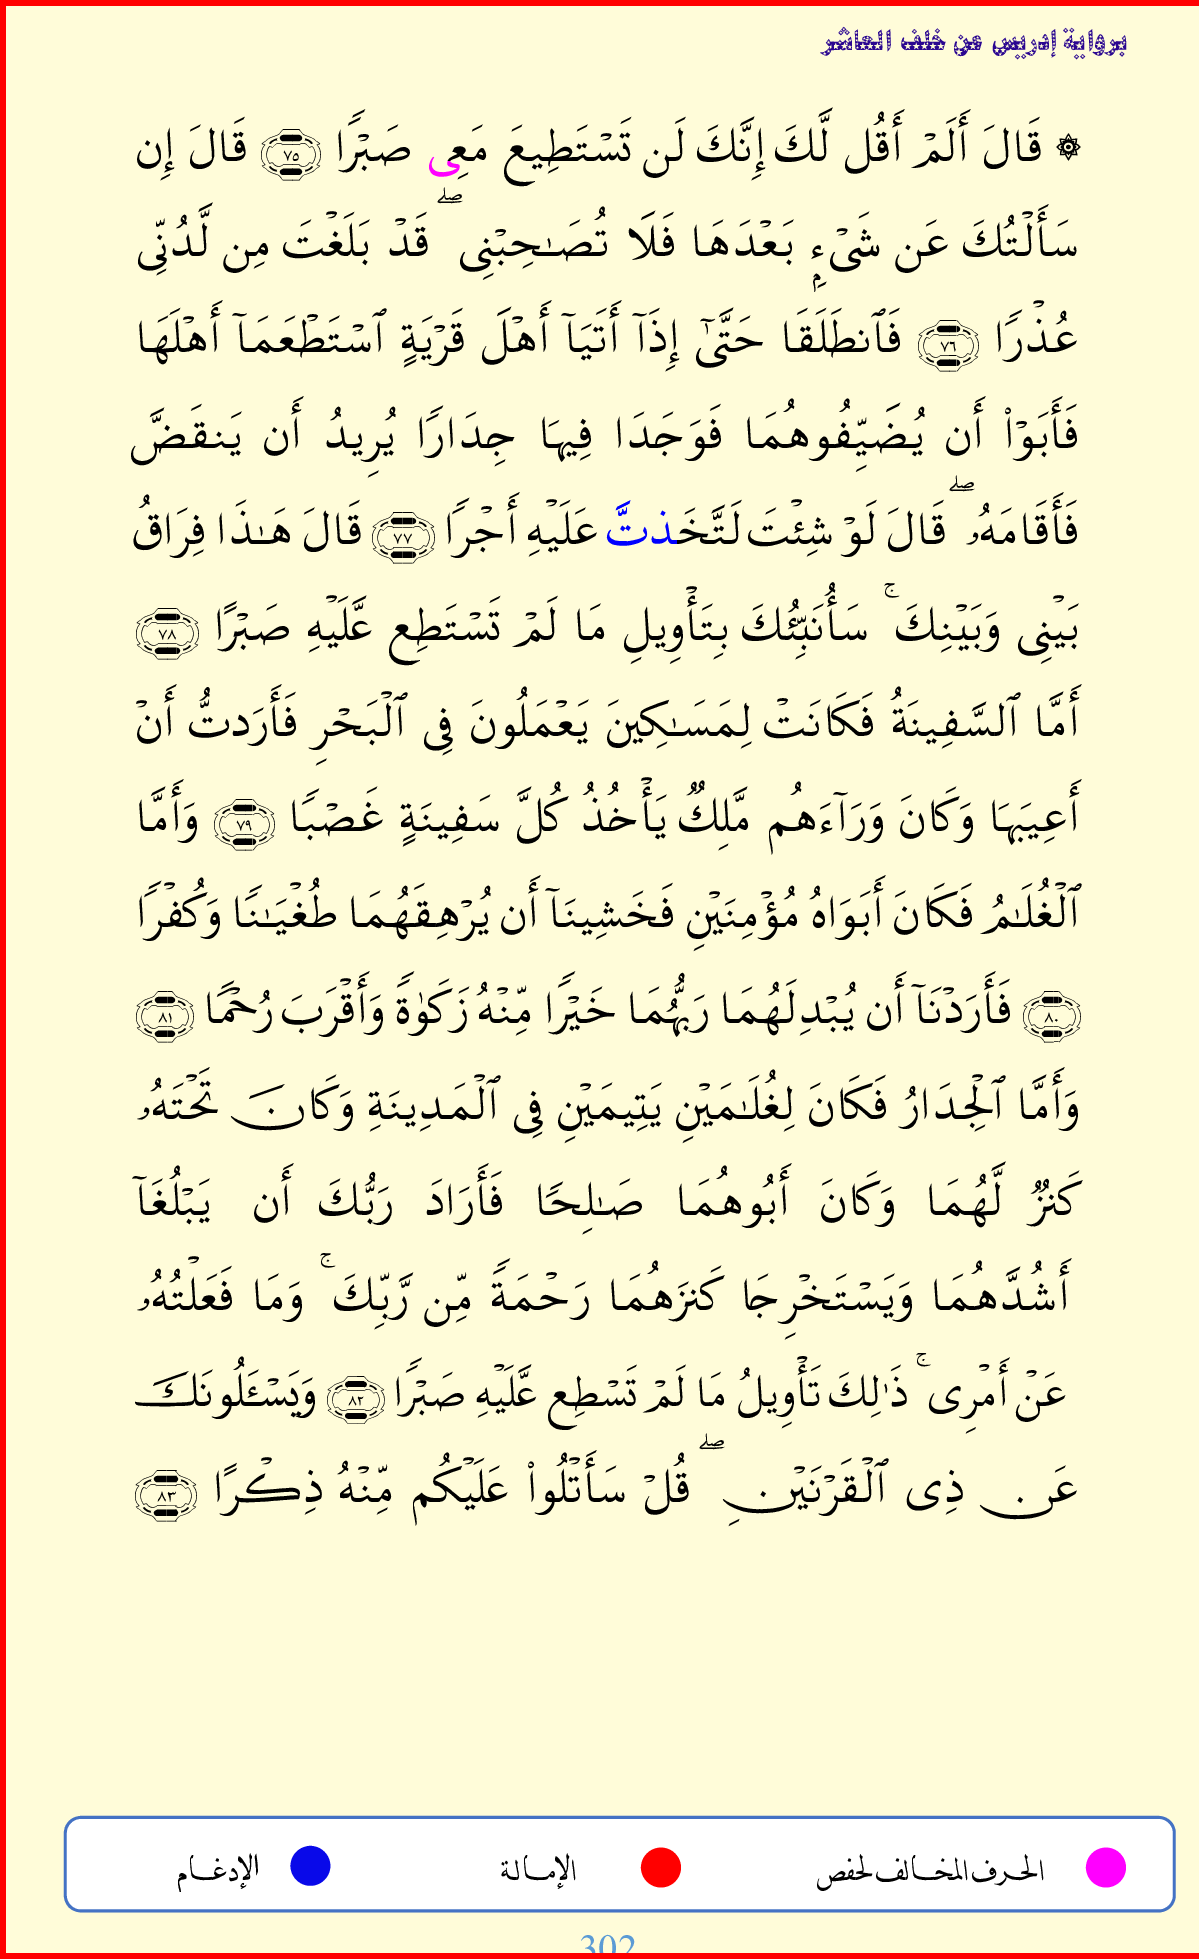 برواية إدريس عن خلف العاشر
۞ قَالَ أَلَمۡ أَقُل لَّكَ إِنَّكَ لَن تَسۡتَطِيعَ مَعِى صَبۡرٗا ٧٥ قَالَ إِن
سَأَلۡتُكَ عَن شَىۡءِۭ بَعۡدَهَا فَلَا تُصَـٰحِبۡنِى ۖ قَدۡ بَلَغۡتَ مِن لَّدُنِّى
عُذۡرٗا ٧٦ فَٱنطَلَقَا حَتَّىٰٓ إِذَآ أَتَيَآ أَهۡلَ قَرۡيَةٍ ٱسۡتَطۡعَمَآ أَهۡلَهَا
فَأَبَوۡاْ أَن يُضَيِّفُوهُمَا فَوَجَدَا فِيهَا جِدَارٗا يُرِيدُ أَن يَنقَضَّ
فَأَقَامَهُۥ ۖ قَالَ لَوۡ شِئۡتَ لَتَّخَذتَّ عَلَيۡهِ أَجۡرٗا ٧٧ قَالَ هَـٰذَا فِرَاقُ
بَيۡنِى وَبَيۡنِكَ ۚ سَأُنَبِّئُكَ بِتَأۡوِيلِ مَا لَمۡ تَسۡتَطِع عَّلَيۡهِ صَبۡرًا ٧٨
أَمَّا ٱلسَّفِينَةُ فَكَانَتۡ لِمَسَـٰكِينَ يَعۡمَلُونَ فِى ٱلۡبَحۡرِ فَأَرَدتُّ أَنۡ
أَعِيبَهَا وَكَانَ وَرَآءَهُم مَّلِكٞ يَأۡخُذُ كُلَّ سَفِينَةٍ غَصۡبٗا ٧٩ وَأَمَّا
ٱلۡغُلَـٰمُ فَكَانَ أَبَوَاهُ مُؤۡمِنَيۡنِ فَخَشِينَآ أَن يُرۡهِقَهُمَا طُغۡيَـٰنٗا وَكُفۡرٗا
٨٠ فَأَرَدۡنَآ أَن يُبۡدِلَهُمَا رَبُّهُمَا خَيۡرٗا مِّنۡهُ زَكَوٰةٗ وَأَقۡرَبَ رُحۡمٗا ٨١
وَأَمَّا ٱلۡجِدَارُ فَكَانَ لِغُلَـٰمَيۡنِ يَتِيمَيۡنِ فِى ٱلۡمَدِينَةِ وَكَانَ تَحۡتَهُۥ
كَنزٞ لَّهُمَا وَكَانَ أَبُوهُمَا صَـٰلِحٗا فَأَرَادَ رَبُّكَ أَن يَبۡلُغَآ
أَشُدَّهُمَا وَيَسۡتَخۡرِجَا كَنزَهُمَا رَحۡمَةٗ مِّن رَّبِّكَ ۚ وَمَا فَعَلۡتُهُۥ
عَنۡ أَمۡرِى ۚ ذَٰلِكَ تَأۡوِيلُ مَا لَمۡ تَسۡطِع عَّلَيۡهِ صَبۡرٗا ٨٢ وَيَسۡـَٔلُونَكَ
عَن ذِى ٱلۡقَرۡنَيۡنِ ۖ قُلۡ سَأَتۡلُواْ عَلَيۡكُم مِّنۡهُ ذِكۡرًا ٨٣
الحرف المخالف لحفص الإمالة الإدغام
302